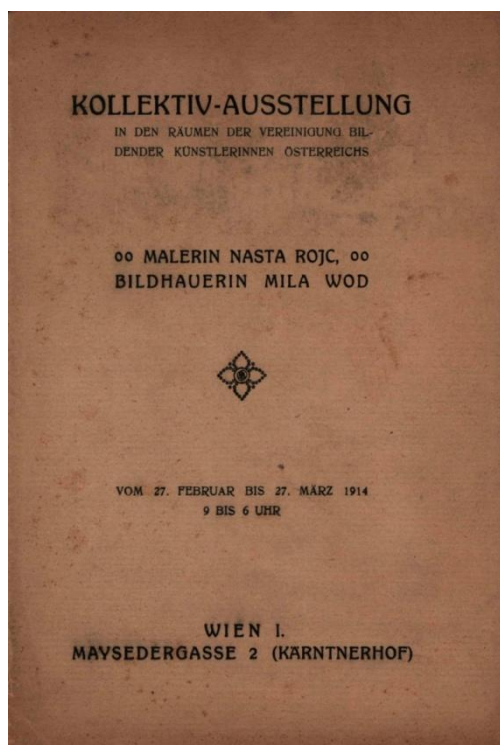 KOLLEKTIV-AUSSTELLUNG
IN DEN RÄUMEN DER VEREINIGUNG BIL-
DENDER KÜNSTLERINNEN ÖSTERREICHS
oo MALERIN NASTA ROJC, oo
BILDHAUERIN MILA WOD
VOM 27. FEBRUAR BIS 27. MÄRZ 1914
9 BIS 6 UHR
WIEN I.
MAYSEDERGASSE 2 (KÄRNTNERHOF)